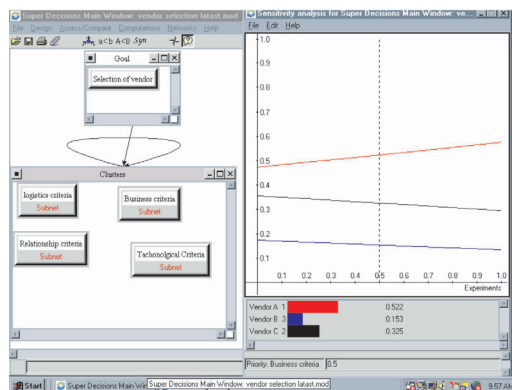 Super Decisions Main Window: vendor selection latast.mod
File Design Assess/Compare Computations Networks Help
a<b A<B Syn
Goal
Selection of vendor
Clusters
logistics criteria
Subnet
Business criteria
Subnet
Relationship criteria
Subnet
Tachonolgical Criteria
Subnet
Sensitivity analysis for Super Decisions Main Window: ve...
File Edit Help
1.0
0.9
0.8
0.7
0.6
0.5
0.4
0.3
0.2
0.1
0.1 0.2 0.3 0.4 0.5 0.6 0.7 0.8 0.9 1.0
Experiments
Vendor A 1 0.522
Vendor B 3 0.153
Vendor C 2 0.325
Priority: Business criteria 0.5
Start
Super Decisions Main Win
Super Decisions Main Window: vendor selection latast.mod
9:57 AM